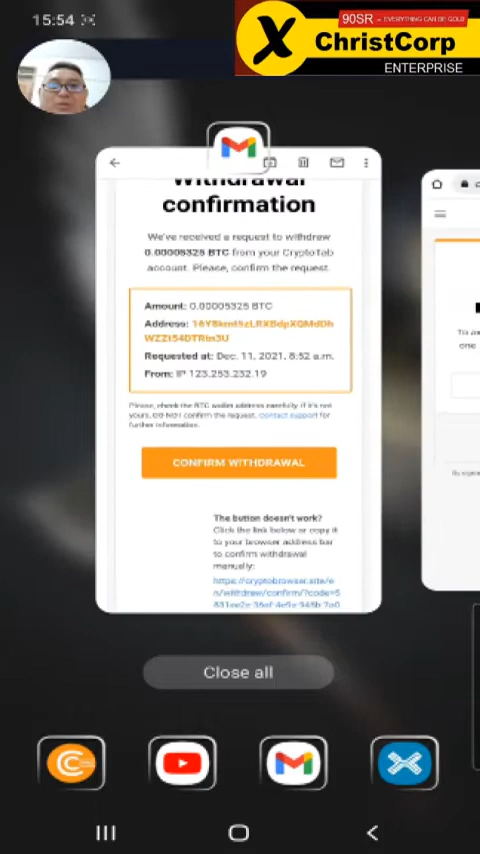 15:54
90SR - EVERYTHING CAN BE GOLD
X ChristCorp
ENTERPRISE
Withdrawal
confirmation
We've received a request to withdraw
0.00005325 BTC from your CryptoTab
account. Please, confirm the request.
Amount: 0.00005325 BTC
Address:
Requested at: Dec. 11, 2021, 8:52 a.m.
From: IP 123.253.232.19
Please, check the BTC wallet address carefully. If it's not
yours, DO NOT confirm the request. Contact support for
further information.
CONFIRM WITHDRAWAL
The button doesn't work?
Click the link below or copy it
to your browser address bar
to confirm withdrawal
manually:
https://cryptobrowser.site/e
n/withdraw/confirm/?code=5
one
Close all